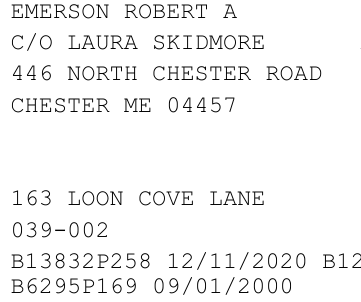 EMERSON ROBERT A
C/O LAURA SKIDMORE
446 NORTH CHESTER ROAD
CHESTER ME 04457
163 LOON COVE LANE
039-002
B13832P258 12/11/2020 B12
B6295P169 09/01/2000